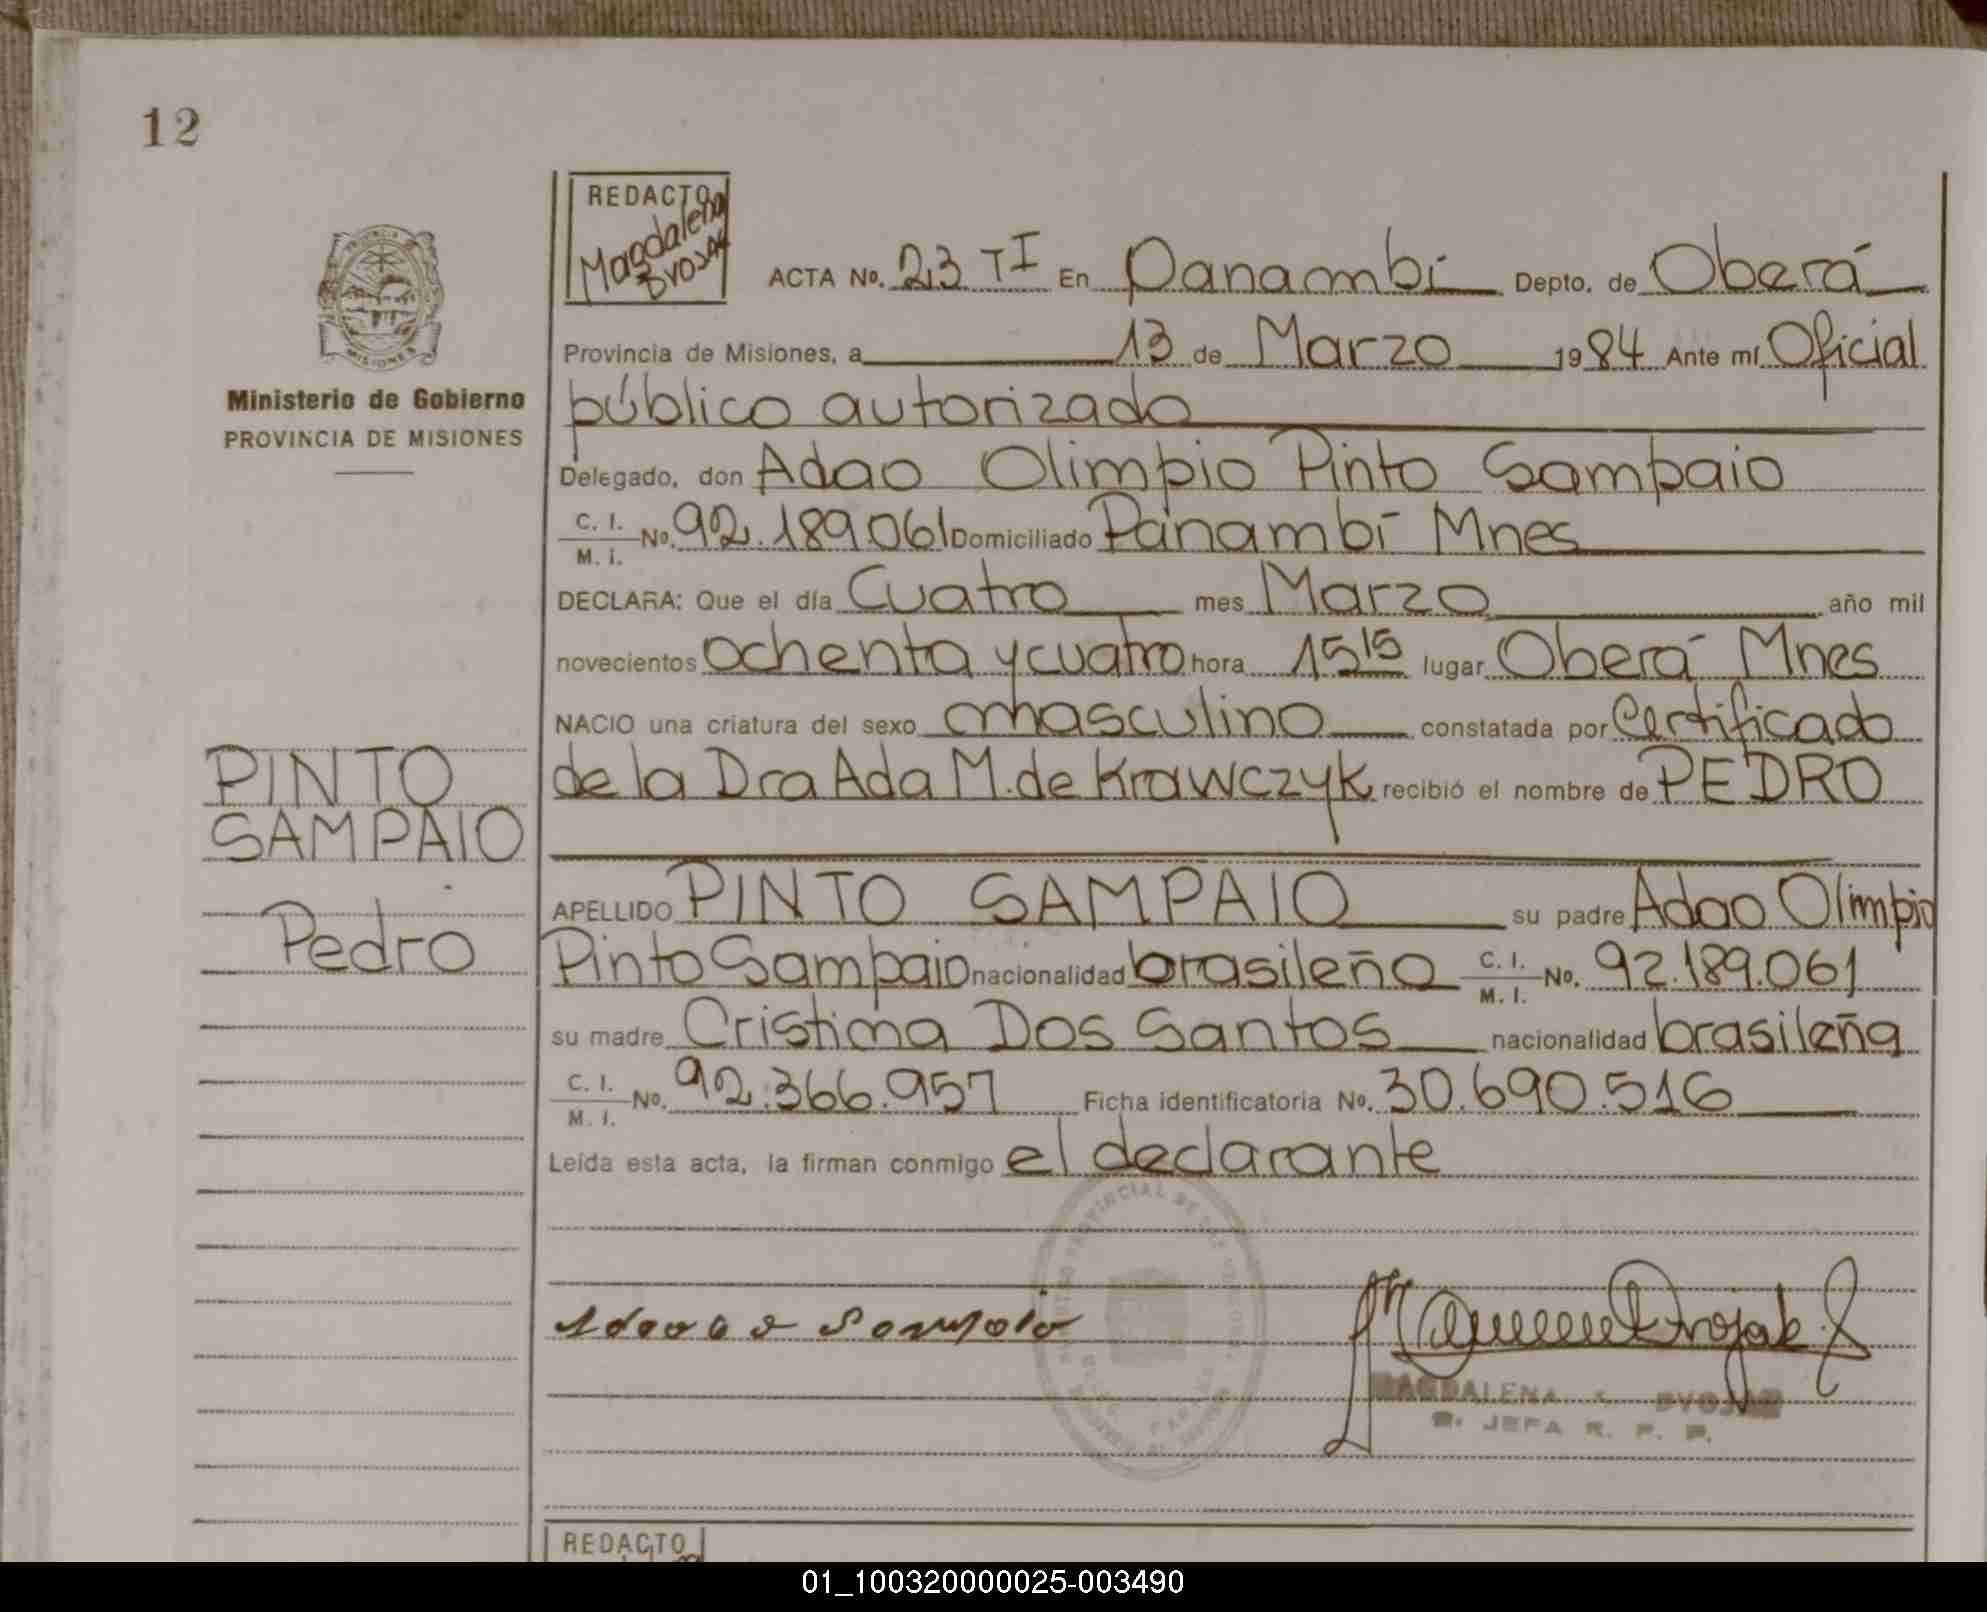 12
REDACTO
Magdalena
ACTA No. 23 TI En Panambí Depto. de Oberá
Provincia de Misiones, a 13 de Marzo 1984 Ante mí Oficial
público autorizado
Delegado, don Adao Olimpio Pinto Sampaio
C. I. M. I. No. 92.189.061 Domiciliado Panambí Mnes
DECLARA: Que el día Cuatro mes Marzo año mil
novecientos ochenta y cuatro hora 15 15 lugar Oberá Mnes
NACIO una criatura del sexo masculino constatada por Certificado
de la Dra Ada M. de Krawczyk recibió el nombre de PEDRO
APELLIDO PINTO SAMPAIO su padre Adao Olimpio
Pinto Sampaio nacionalidad brasileño C. I. M. I. No. 92.189.061
su madre Cristina Dos Santos nacionalidad brasileña
C. I. M. I. No. 92.366.957 Ficha identificatoria No. 30.690.516
Leída esta acta, la firman conmigo el declarante
PROVINCIA
MISIONES
Ministerio de Gobierno
PROVINCIA DE MISIONES
PINTO
SAMPAIO
Pedro
MAGDALENA DVOJAK
JEFA R. P. P.
REDACTO
01_100320000025-003490